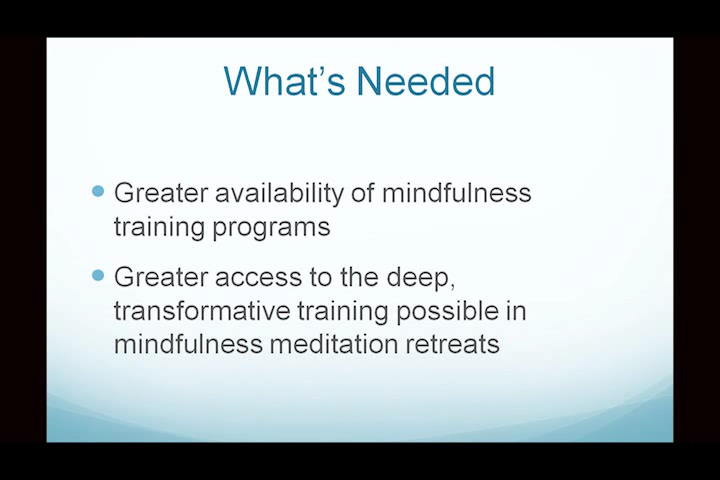 What’s Needed
Greater availability of mindfulness
training programs
Greater access to the deep,
transformative training possible in
mindfulness meditation retreats